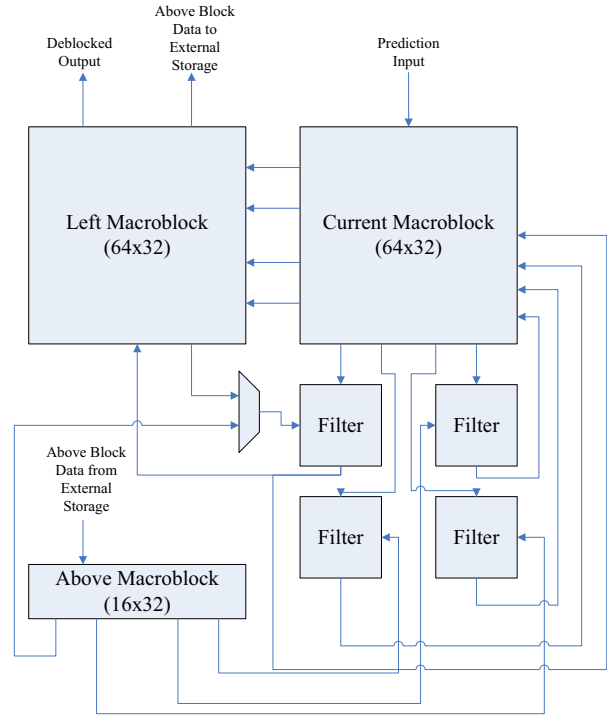 Deblocked
Output
Above Block
Data to
External
Storage
Prediction
Input
Left Macroblock
(64x32)
Current Macroblock
(64x32)
Filter
Filter
Above Block
Data from
External
Storage
Filter
Filter
Above Macroblock
(16x32)